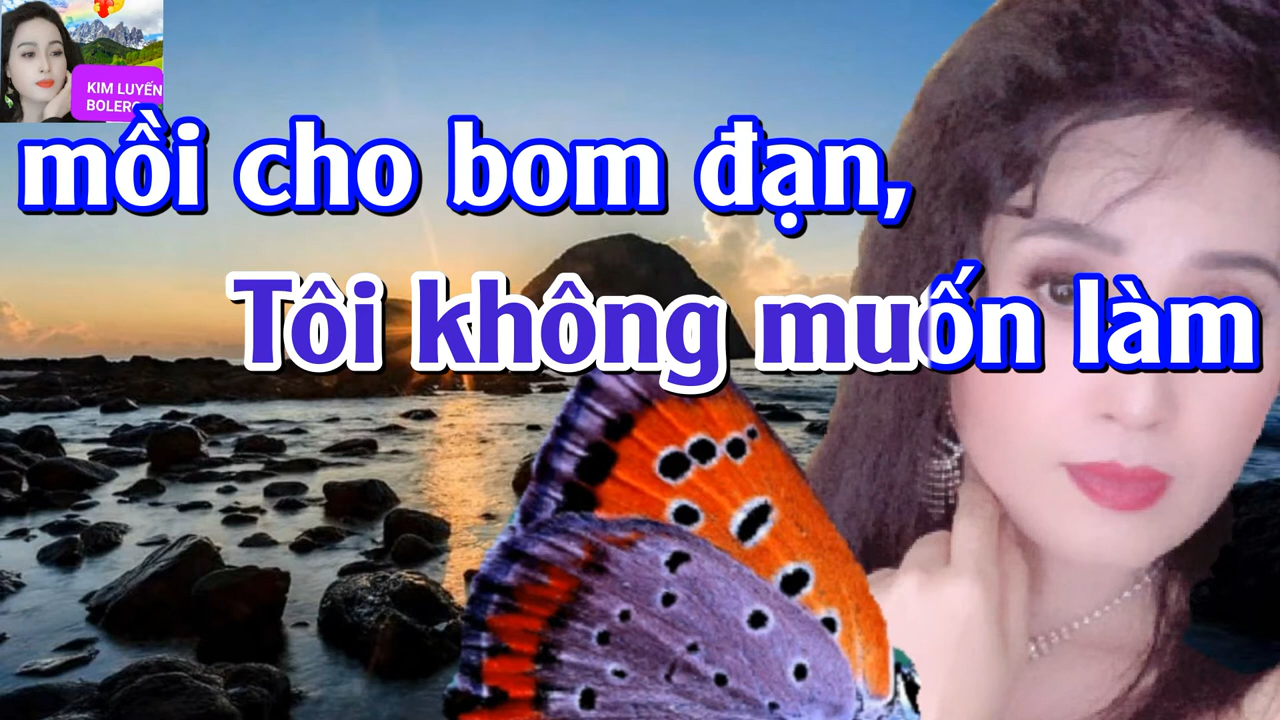 KIM LUYẾN
BOLERO
mồi cho bom đạn,
Tôi không muốn làm